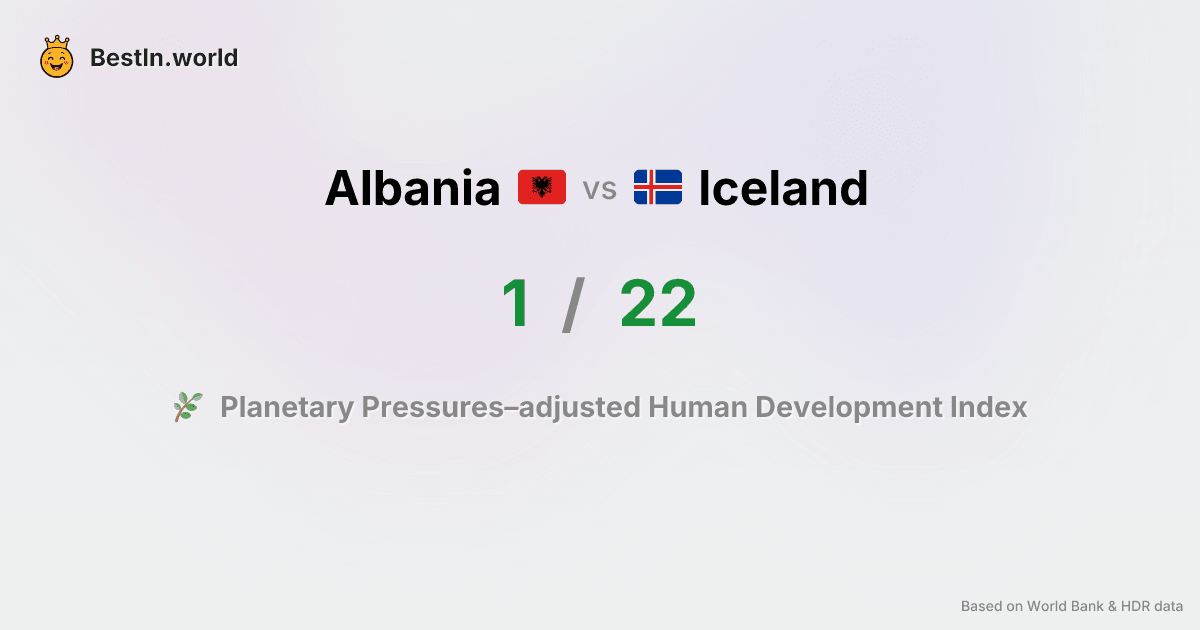 BestIn.world
Albania vs Iceland
1 / 22
Planetary Pressures–adjusted Human Development Index
Based on World Bank & HDR data